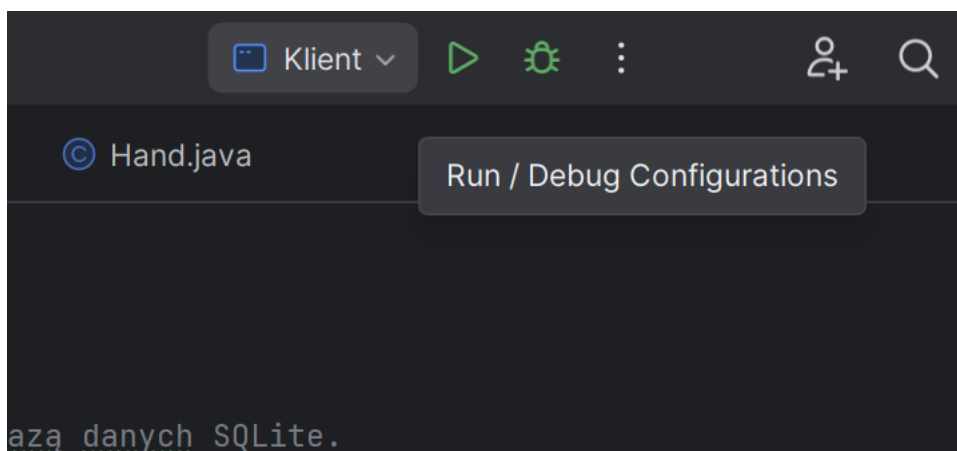 Klient
Hand.java
Run / Debug Configurations
azą danych SQLite.